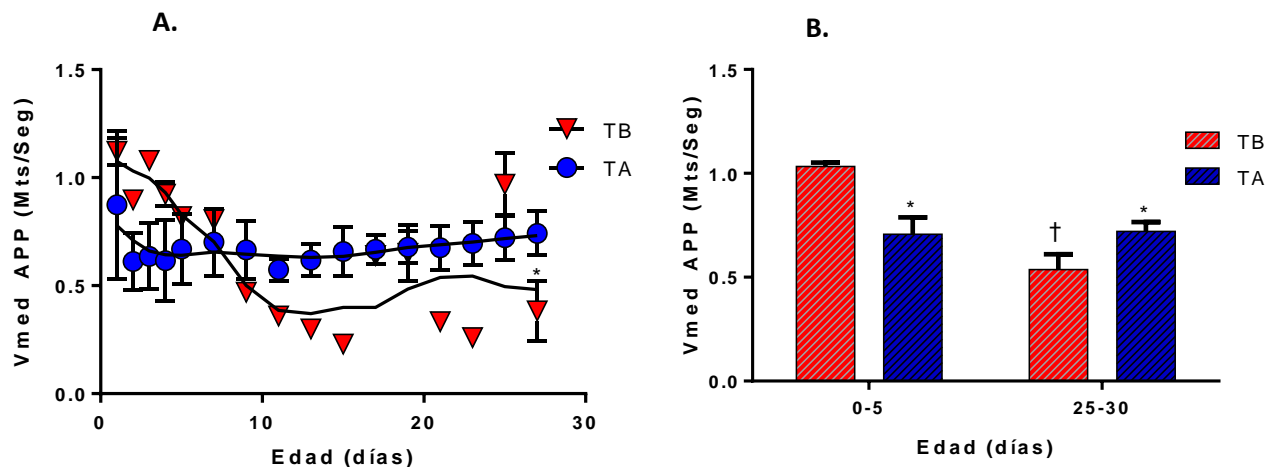 A.
Vmed APP (Mts/Seg)
1.5
1.0
0.5
0.0
0
10
20
30
Edad (días)
TB
TA
*
B.
Vmed APP (Mts/Seg)
1.5
1.0
0.5
0.0
*
†
*
0-5
25-30
Edad (días)
TB
TA